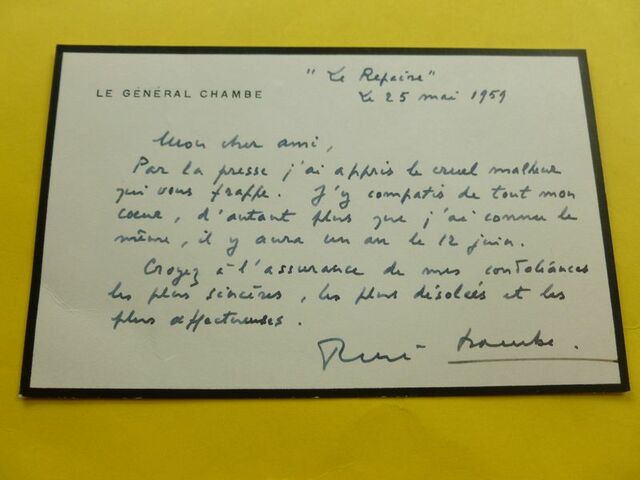 " Le Repaire"
LE GÉNÉRAL CHAMBE
Le 25 mai 1959
Mon cher ami,
Par la presse j'ai appris le cruel malheur
qui vous frappe. J'y compatis de tout mon
coeur, d'autant plus que j'ai connu le
même, il y aura un an le 12 juin.
Croyez à l'assurance de mes condoléances
les plus sincères, les plus désolées et les
plus affectueuses.
René Chambe.